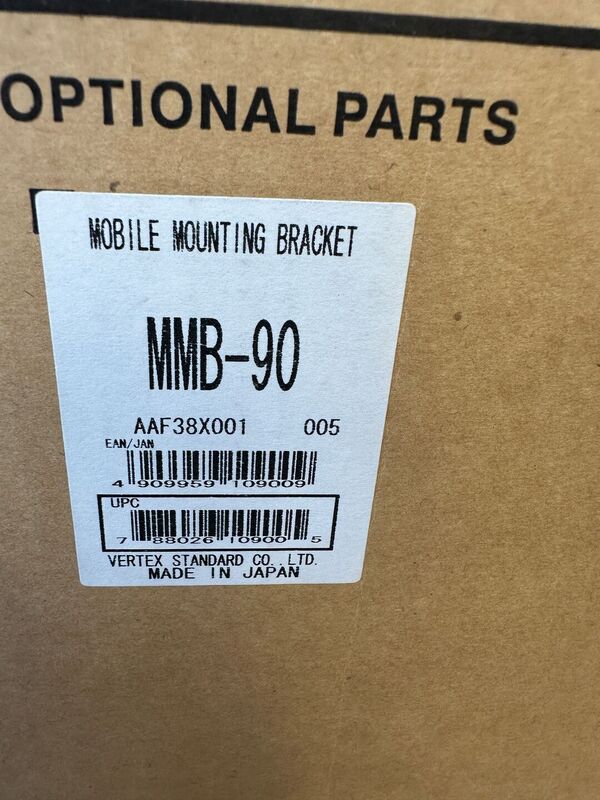 OPTIONAL PARTS
MOBILE MOUNTING BRACKET
MMB-90
AAF38X001 005
EAN/JAN
4 909959 109009
UPC
7 88026 10900 5
VERTEX STANDARD CO.,LTD.
MADE IN JAPAN